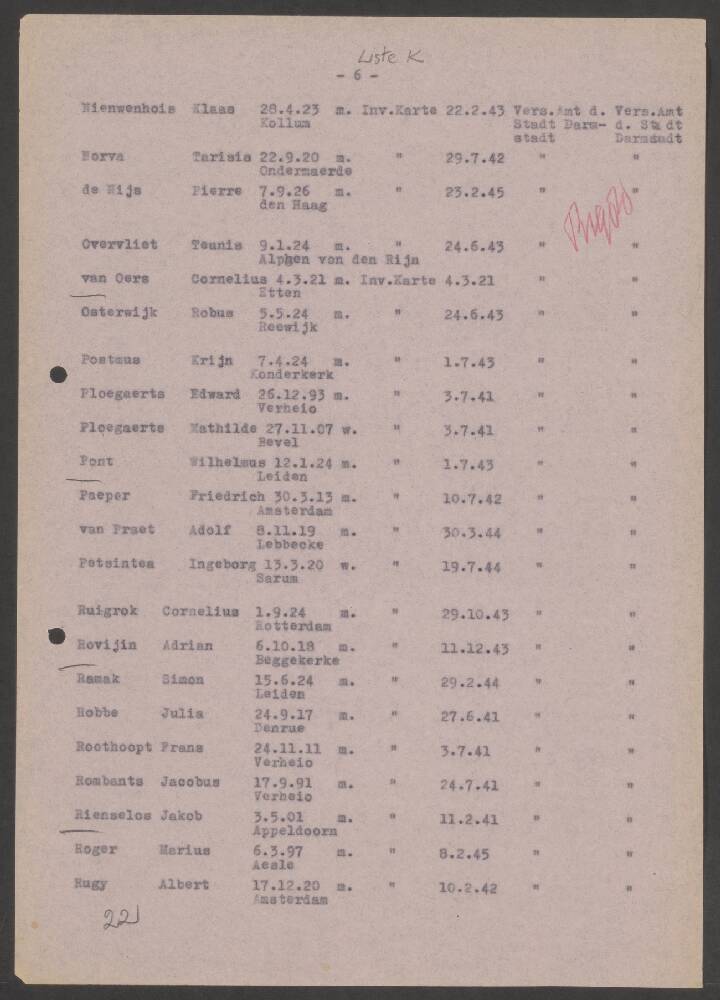 Liste K
- 6 -
Nienwenhois Klaas 28.4.23 m. Inv.Karte 22.2.43 Vers.Amt d. Vers.Amt
Kollum Stadt Darm- d. Stadt
stadt Darmstadt
Norva Tarisia 22.9.20 m. " 29.7.42 " "
Ondermaerde
de Nijs Pierre 7.9.26 m. " 23.2.45 " "
den Haag
Overvliet Teunis 9.1.24 m. " 24.6.43 " "
Alphen von den Rijn
van Oers Cornelius 4.3.21 m. Inv.Karte 4.3.21 " "
Etten
Osterwijk Robus 5.5.24 m. " 24.6.43 " "
Reewijk
Postmus Krijn 7.4.24 m. " 1.7.43 " "
Konderkerk
Ploegaerts Edward 26.12.93 m. " 3.7.41 " "
Verheio
Ploegaerts Mathilde 27.11.07 w. " 3.7.41 " "
Bevel
Pont Wilhelmus 12.1.24 m. " 1.7.43 " "
Leiden
Paeper Friedrich 30.3.13 m. " 10.7.42 " "
Amsterdam
van Praet Adolf 8.11.19 m. " 30.3.44 " "
Lebbecke
Petsintea Ingeborg 13.3.20 w. " 19.7.44 " "
Sarum
Ruigrok Cornelius 1.9.24 m. " 29.10.43 " "
Rotterdam
Rovijin Adrian 6.10.18 m. " 11.12.43 " "
Beggekerke
Ramak Simon 15.6.24 m. " 29.2.44 " "
Leiden
Robbe Julia 24.9.17 m. " 27.6.41 " "
Denrue
Roothoopt Frans 24.11.11 m. " 3.7.41 " "
Verheio
Rombants Jacobus 17.9.91 m. " 24.7.41 " "
Verheio
Rienselos Jakob 3.5.01 m. " 11.2.41 " "
Appeldoorn
Roger Marius 6.3.97 m. " 8.2.45 " "
Aesle
Rugy Albert 17.12.20 m. " 10.2.42 " "
Amsterdam
22